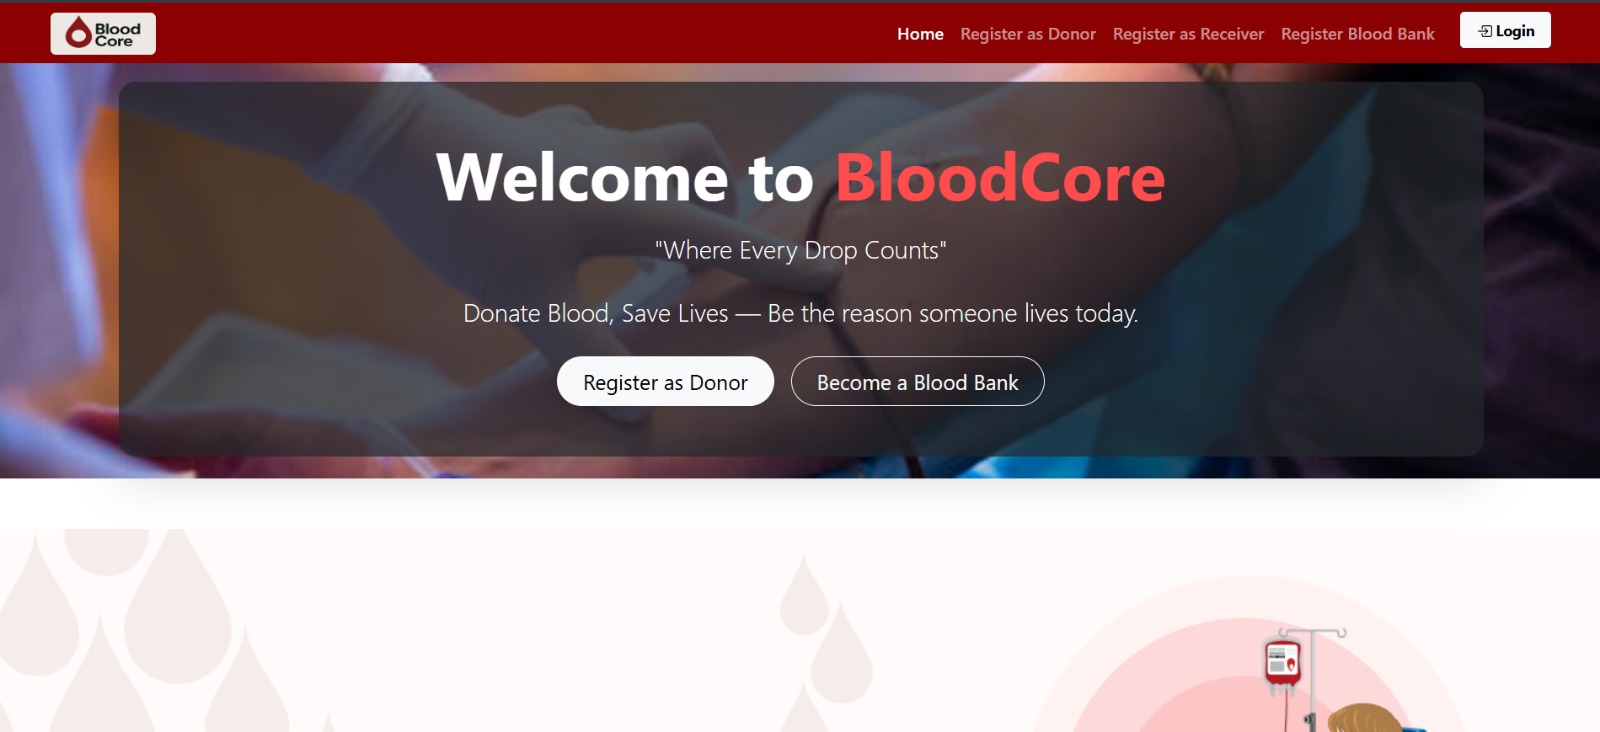 Blood
Core
Home
Register as Donor
Register as Receiver
Register Blood Bank
Login
Welcome to BloodCore
"Where Every Drop Counts"
Donate Blood, Save Lives — Be the reason someone lives today.
Register as Donor
Become a Blood Bank